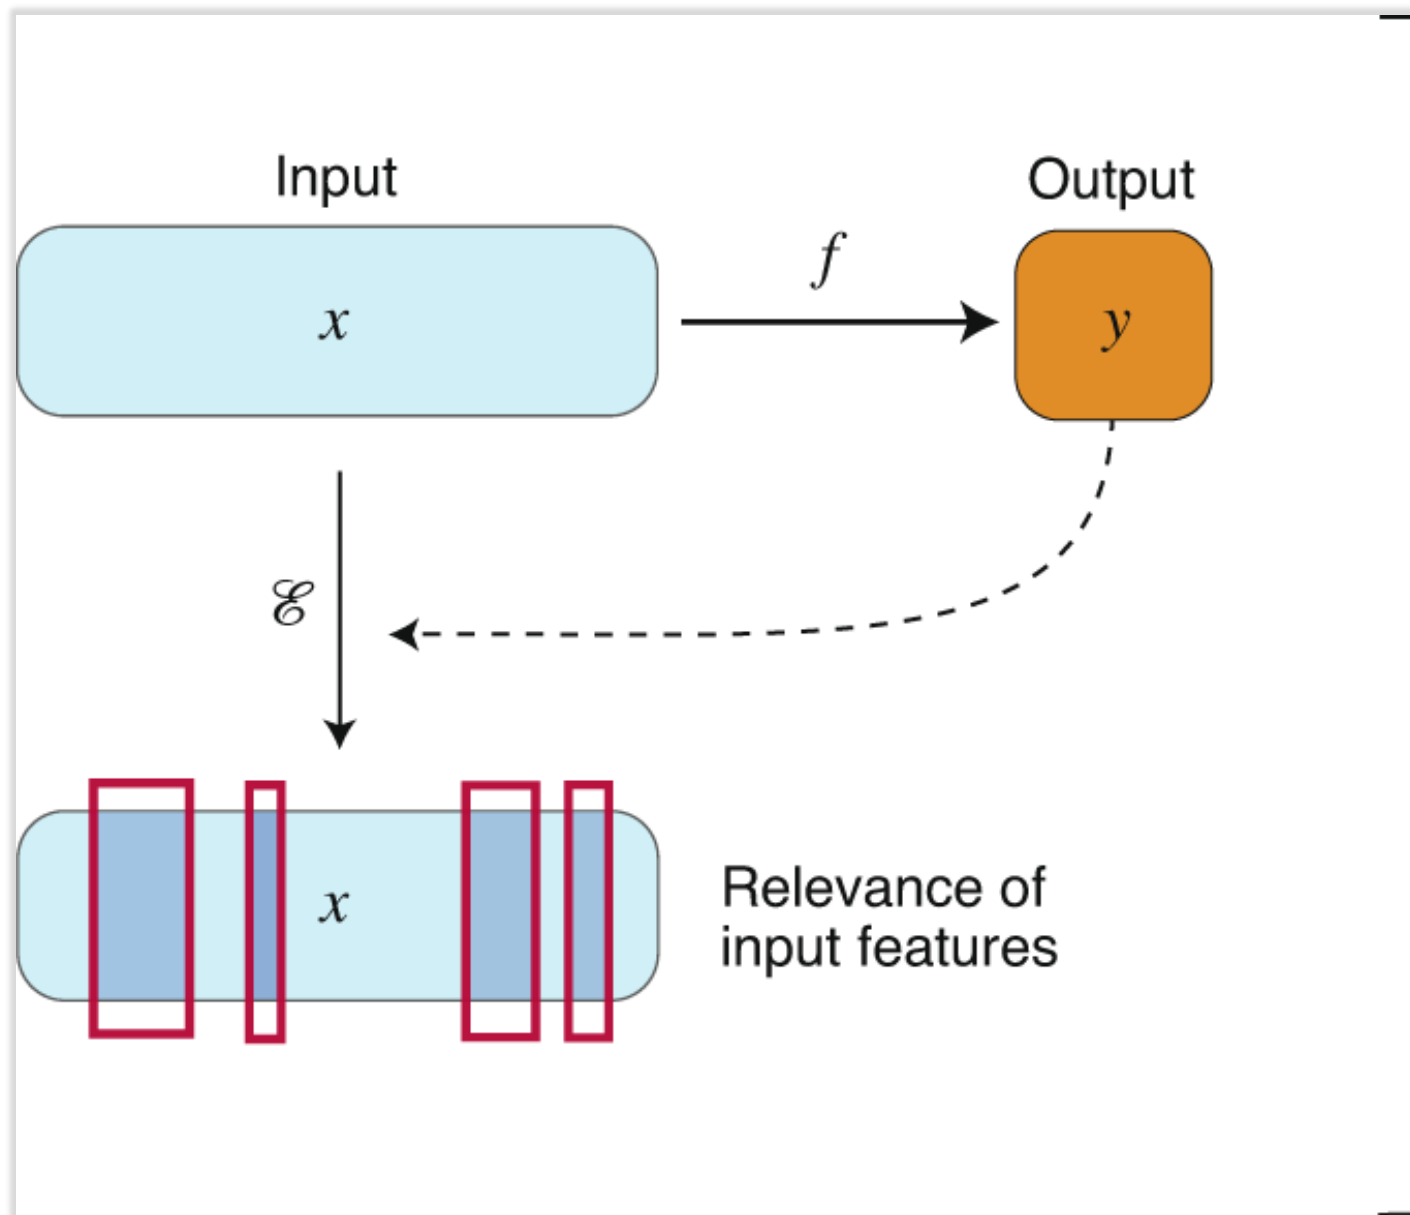 Input
Output
f
x
y
ℰ
x
Relevance of
input features